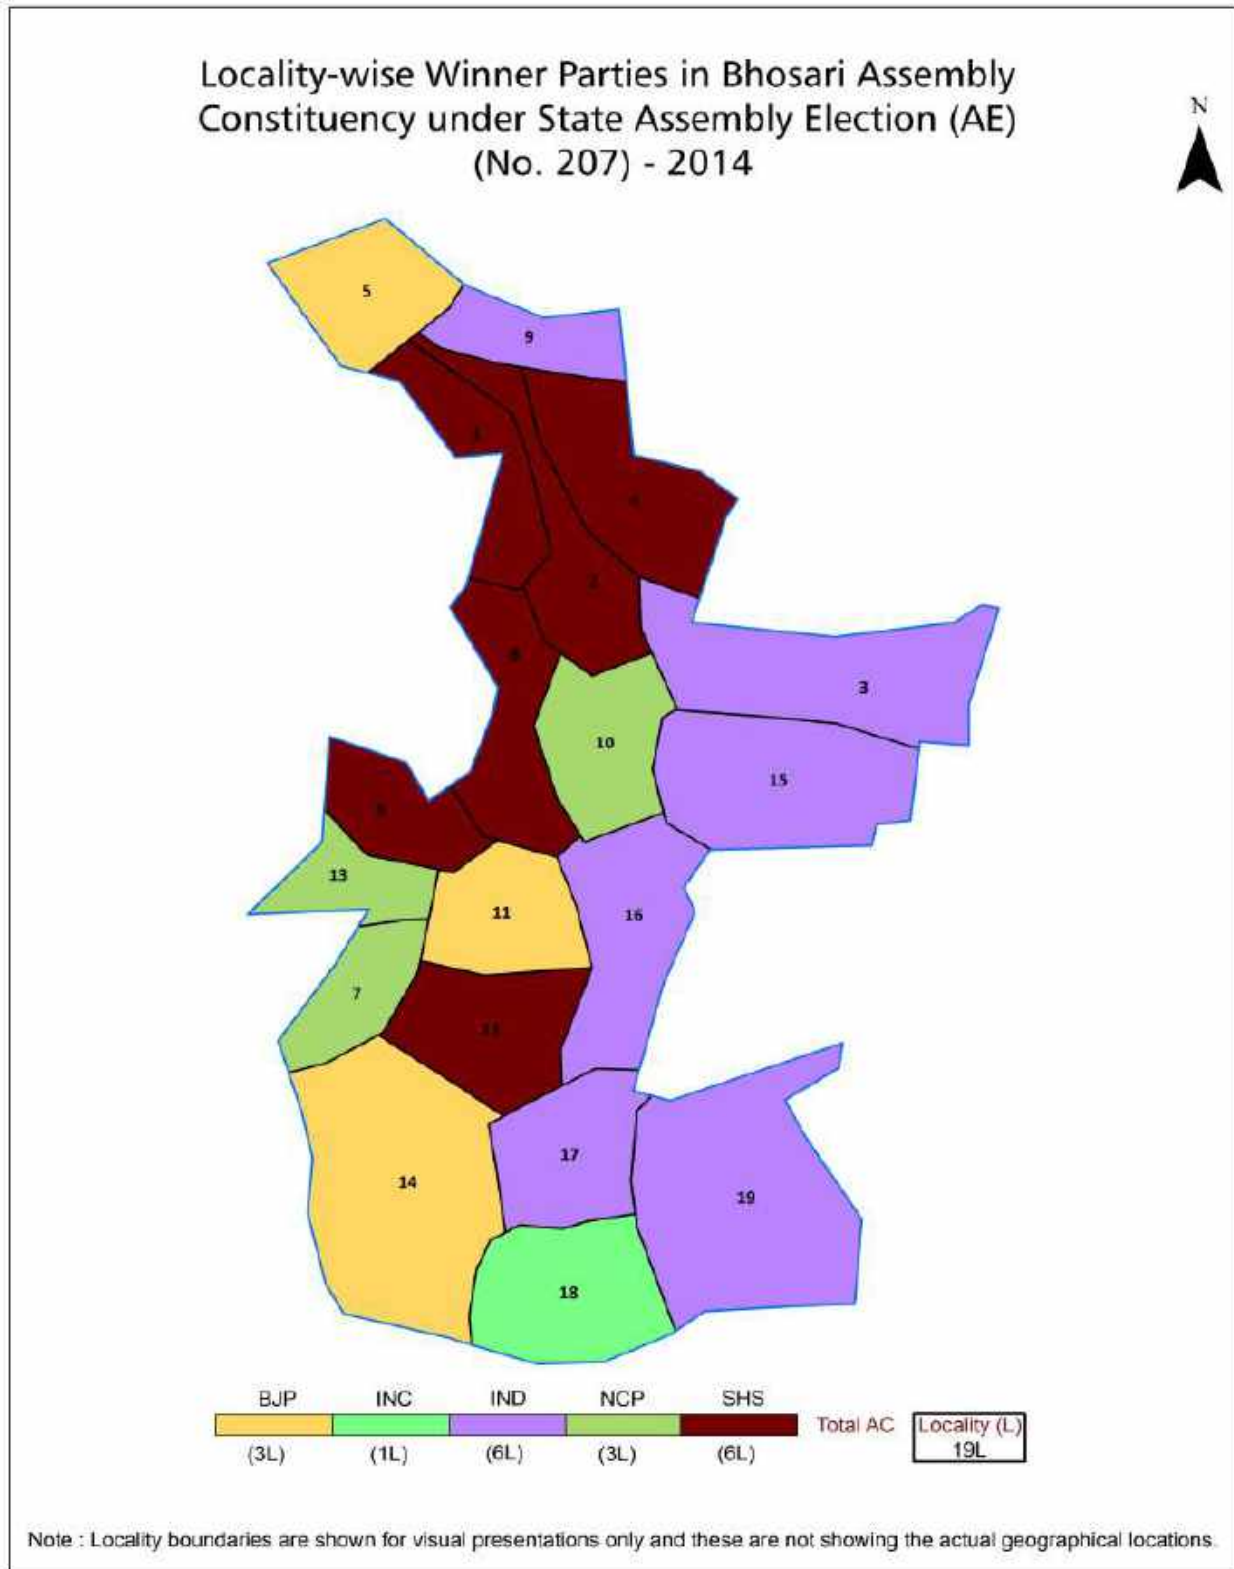 Locality-wise Winner Parties in Bhosari Assembly
Constituency under State Assembly Election (AE)
(No. 207) - 2014
N
5
9
4
2
3
10
15
13
11
16
7
17
14
19
18
BJP INC IND NCP SHS
Total AC Locality (L)
(3L) (1L) (6L) (3L) (6L) 19L
Note : Locality boundaries are shown for visual presentations only and these are not showing the actual geographical locations.